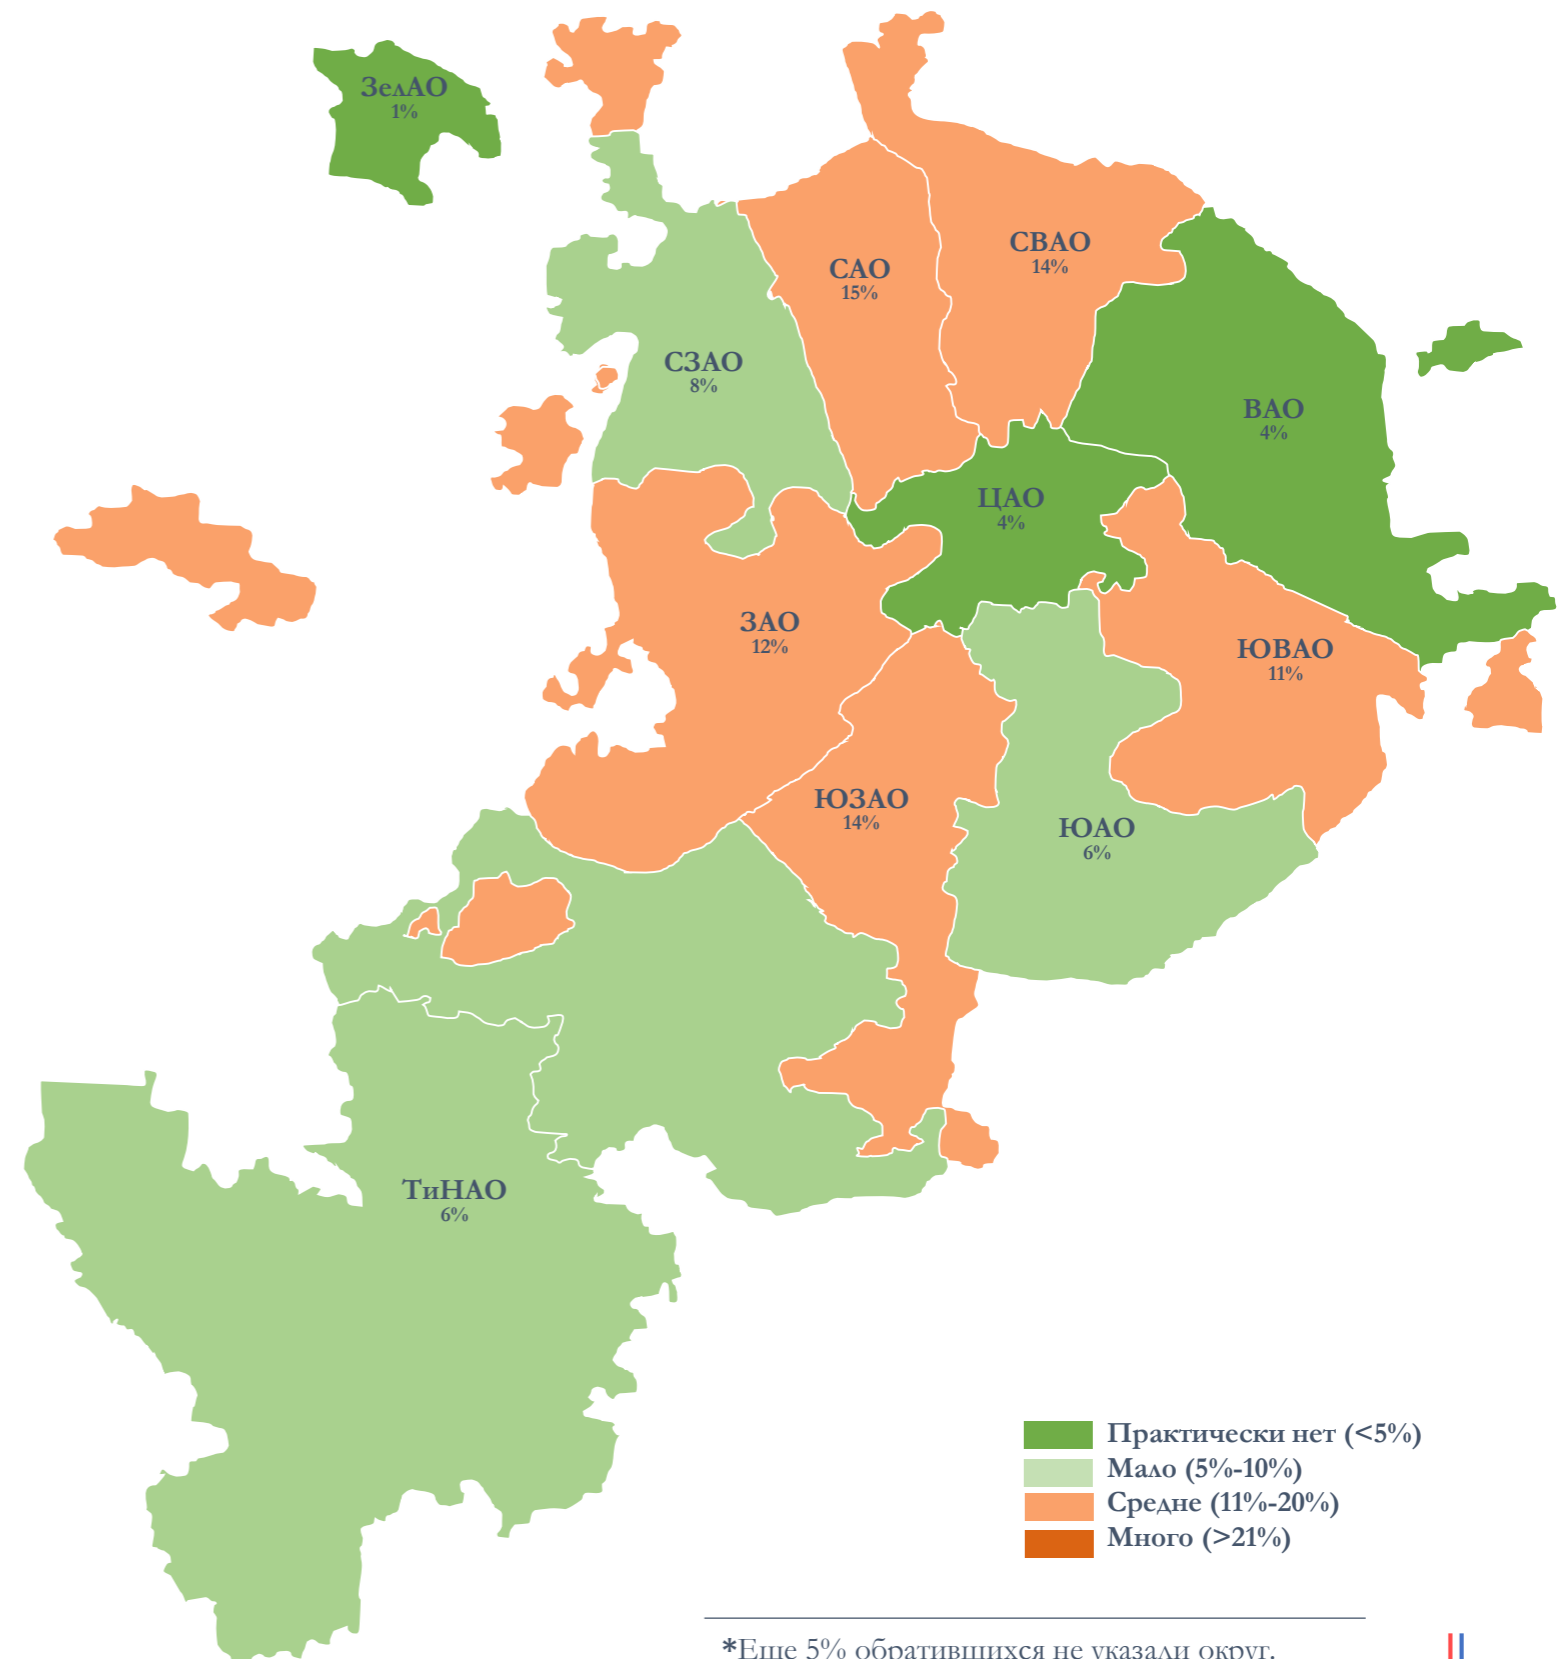 ЗелАО
1%
СВАО
14%
САО
15%
СЗАО
8%
ВАО
4%
ЦАО
4%
ЗАО
12%
ЮВАО
11%
ЮЗАО
14%
ЮАО
6%
ТиНАО
6%
Практически нет (<5%)
Мало (5%-10%)
Средне (11%-20%)
Много (>21%)
*Еще 5% обратившихся не указали округ.